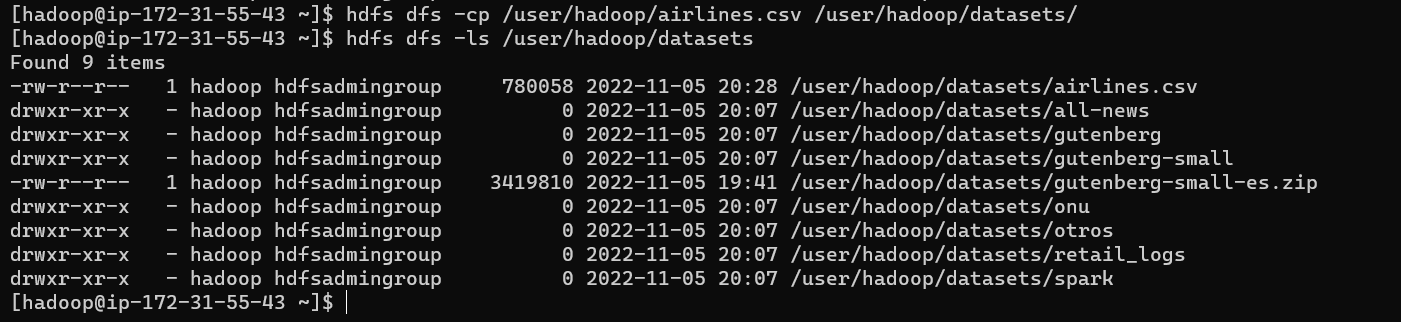 [hadoop@ip-172-31-55-43 ~]$ hdfs dfs -cp /user/hadoop/airlines.csv /user/hadoop/datasets/
[hadoop@ip-172-31-55-43 ~]$ hdfs dfs -ls /user/hadoop/datasets
Found 9 items
-rw-r--r--   1 hadoop hdfsadmingroup     780058 2022-11-05 20:28 /user/hadoop/datasets/airlines.csv
drwxr-xr-x   - hadoop hdfsadmingroup          0 2022-11-05 20:07 /user/hadoop/datasets/all-news
drwxr-xr-x   - hadoop hdfsadmingroup          0 2022-11-05 20:07 /user/hadoop/datasets/gutenberg
drwxr-xr-x   - hadoop hdfsadmingroup          0 2022-11-05 20:07 /user/hadoop/datasets/gutenberg-small
-rw-r--r--   1 hadoop hdfsadmingroup    3419810 2022-11-05 19:41 /user/hadoop/datasets/gutenberg-small-es.zip
drwxr-xr-x   - hadoop hdfsadmingroup          0 2022-11-05 20:07 /user/hadoop/datasets/onu
drwxr-xr-x   - hadoop hdfsadmingroup          0 2022-11-05 20:07 /user/hadoop/datasets/otros
drwxr-xr-x   - hadoop hdfsadmingroup          0 2022-11-05 20:07 /user/hadoop/datasets/retail_logs
drwxr-xr-x   - hadoop hdfsadmingroup          0 2022-11-05 20:07 /user/hadoop/datasets/spark
[hadoop@ip-172-31-55-43 ~]$